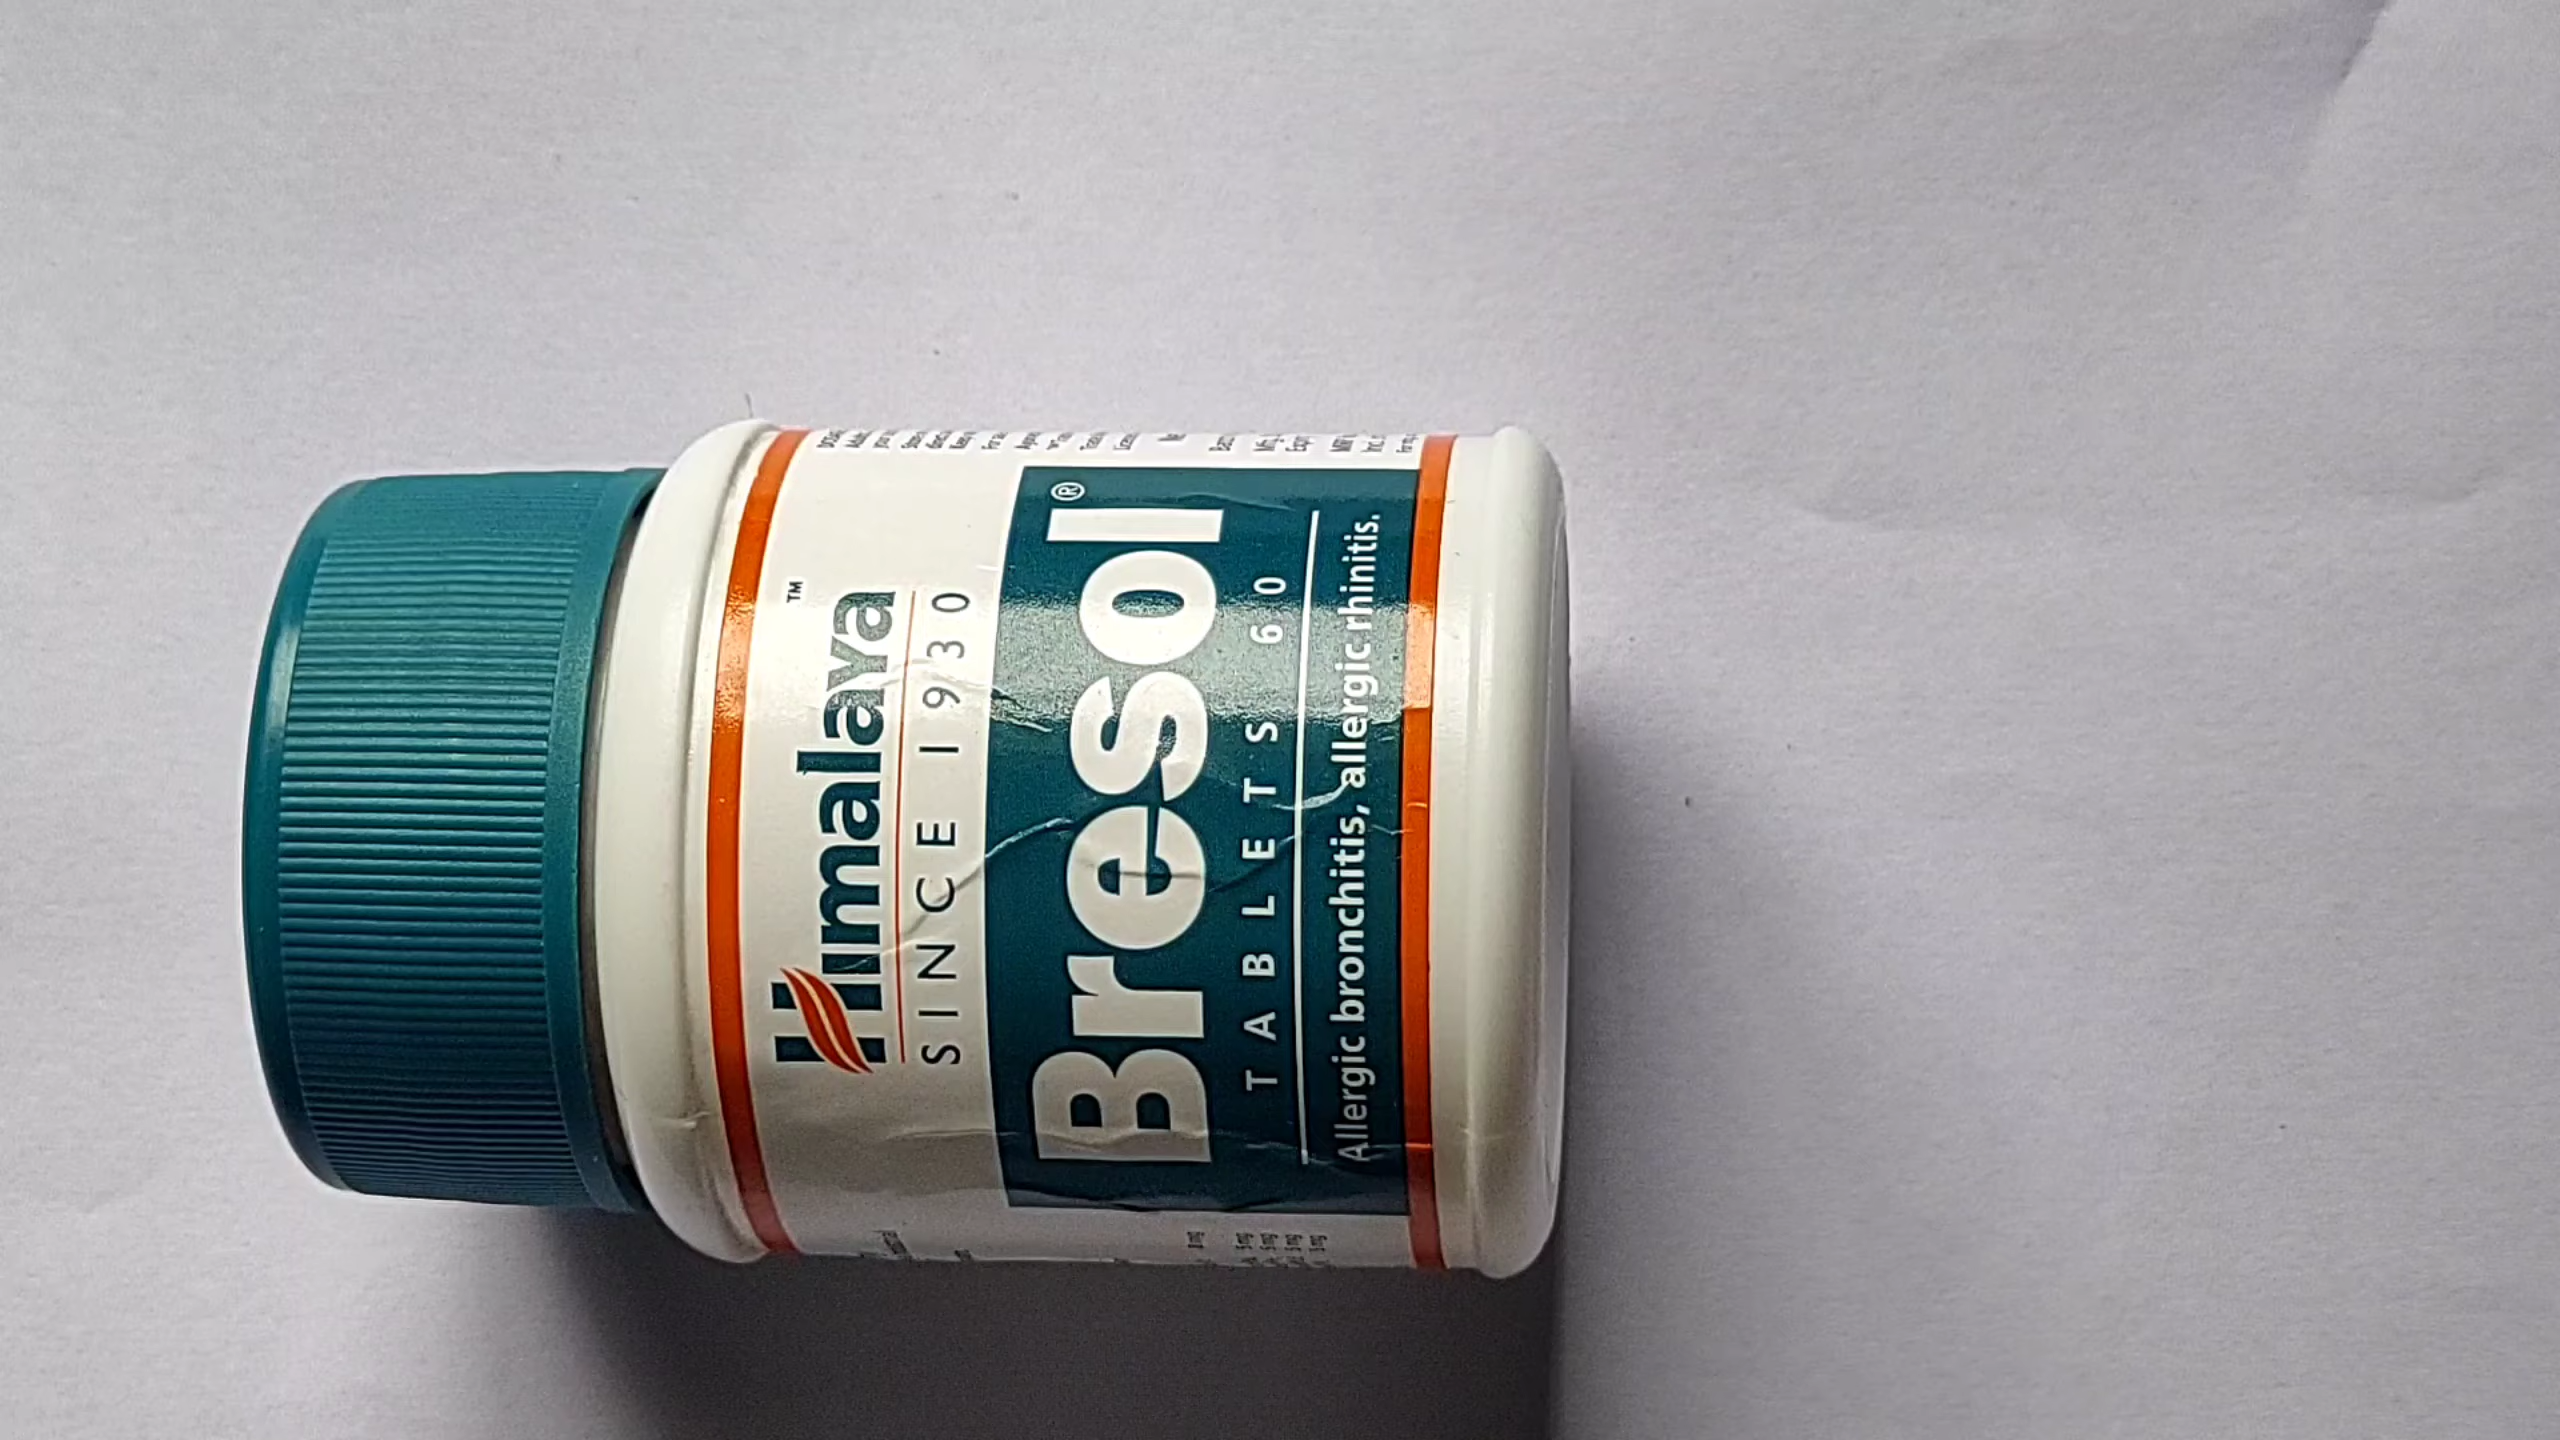 Himalaya™
SINCE 1930
Bresol®
TABLETS 60
Allergic bronchitis, allergic rhinitis.